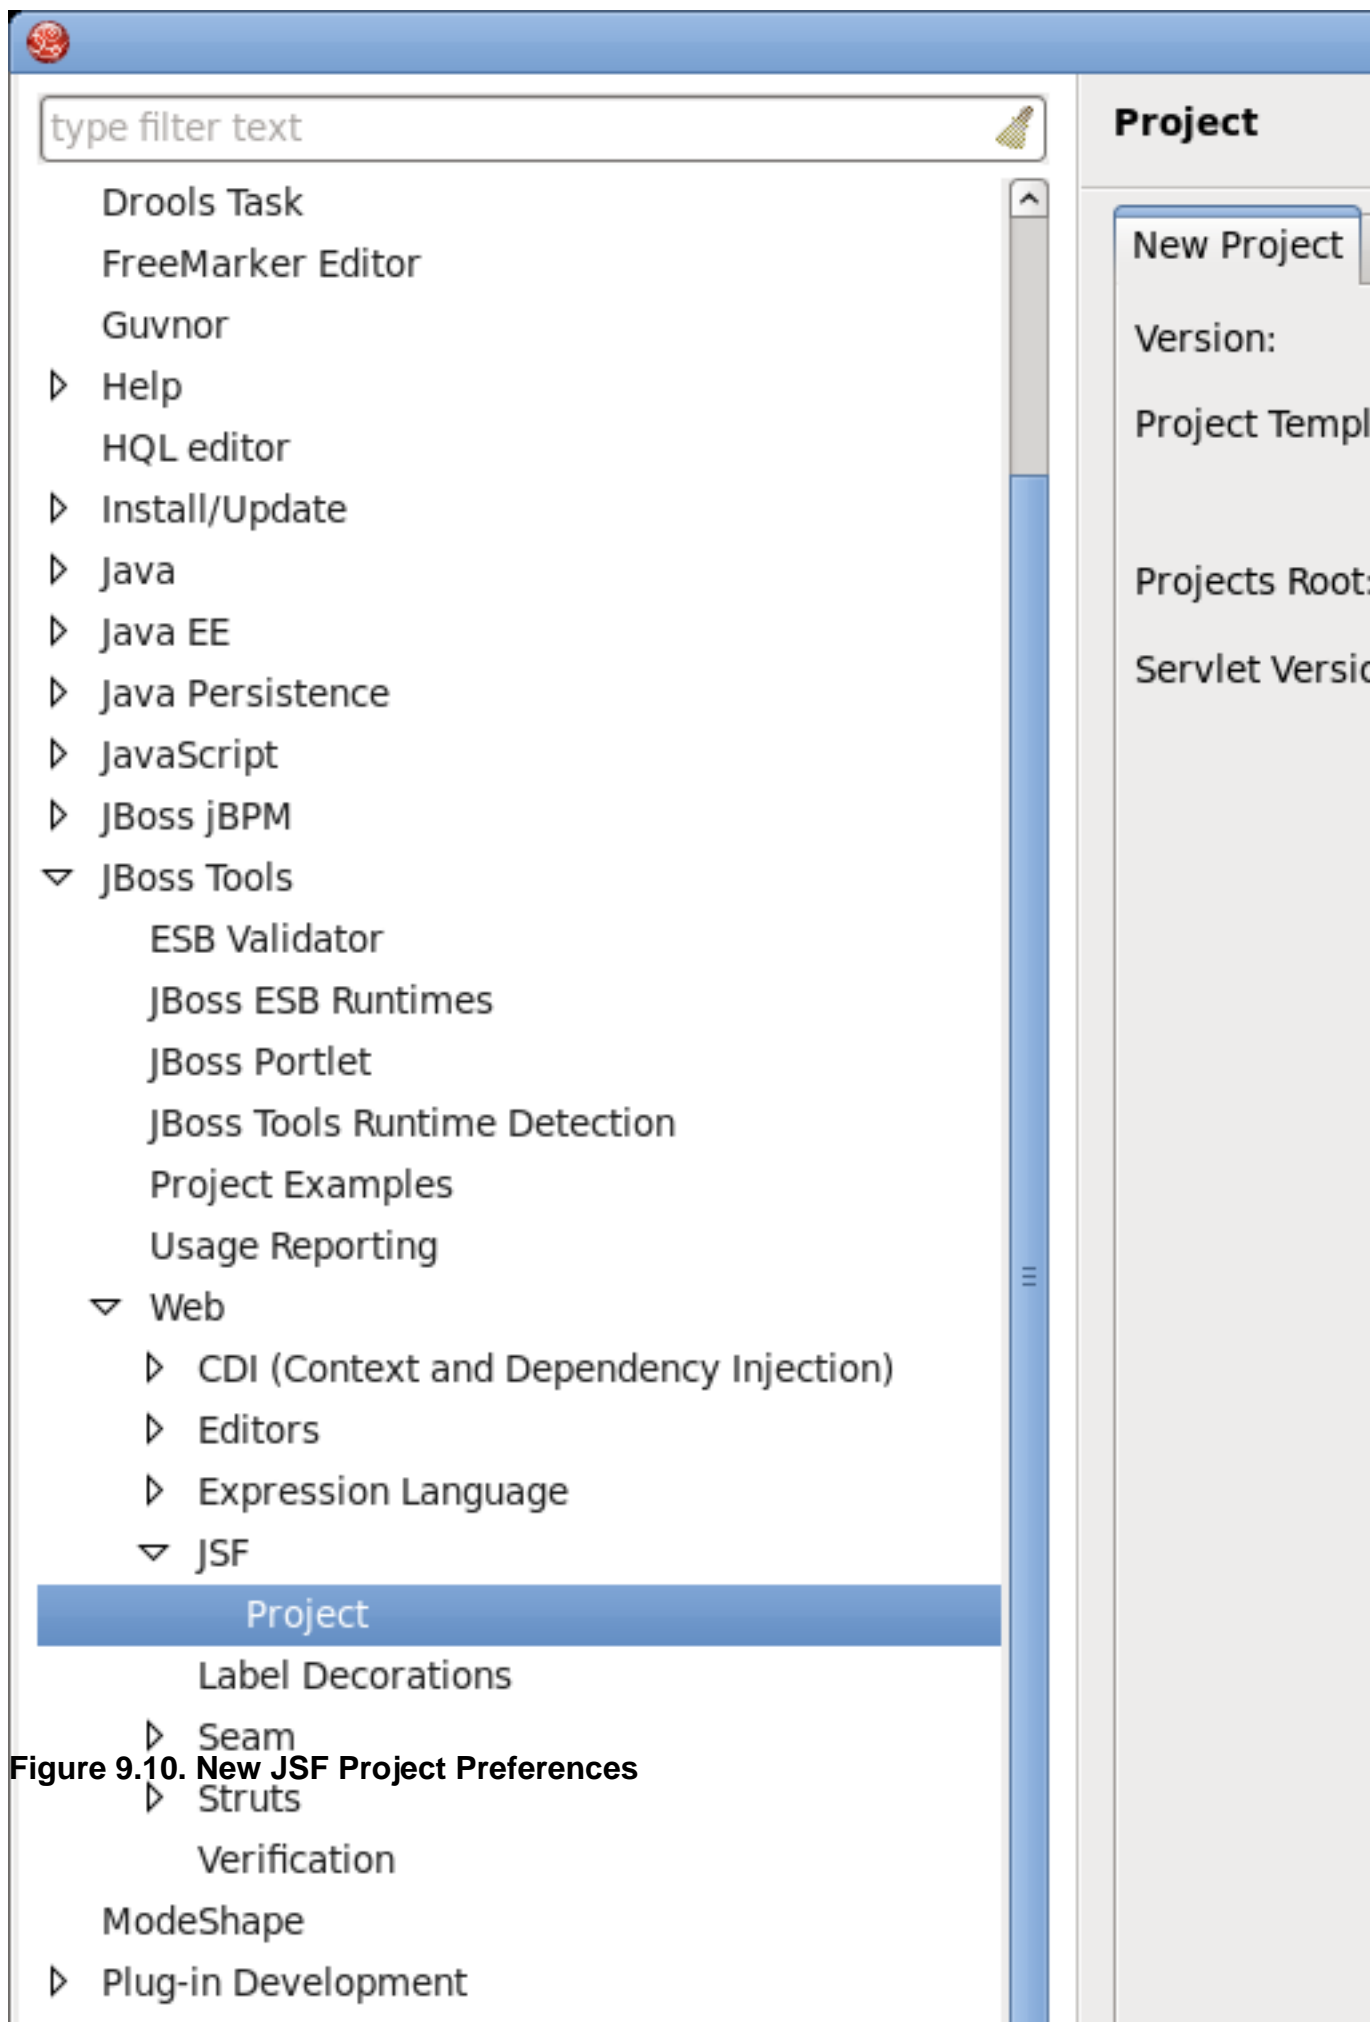 type filter text
Drools Task
FreeMarker Editor
Guvnor
Help
HQL editor
Install/Update
Java
Java EE
Java Persistence
JavaScript
JBoss jBPM
JBoss Tools
ESB Validator
JBoss ESB Runtimes
JBoss Portlet
JBoss Tools Runtime Detection
Project Examples
Usage Reporting
Web
CDI (Context and Dependency Injection)
Editors
Expression Language
JSF
Project
Label Decorations
Seam
Figure 9.10. New JSF Project Preferences
Struts
Verification
ModeShape
Plug-in Development
Project
New Project
Version:
Project Templ
Projects Root:
Servlet Versio